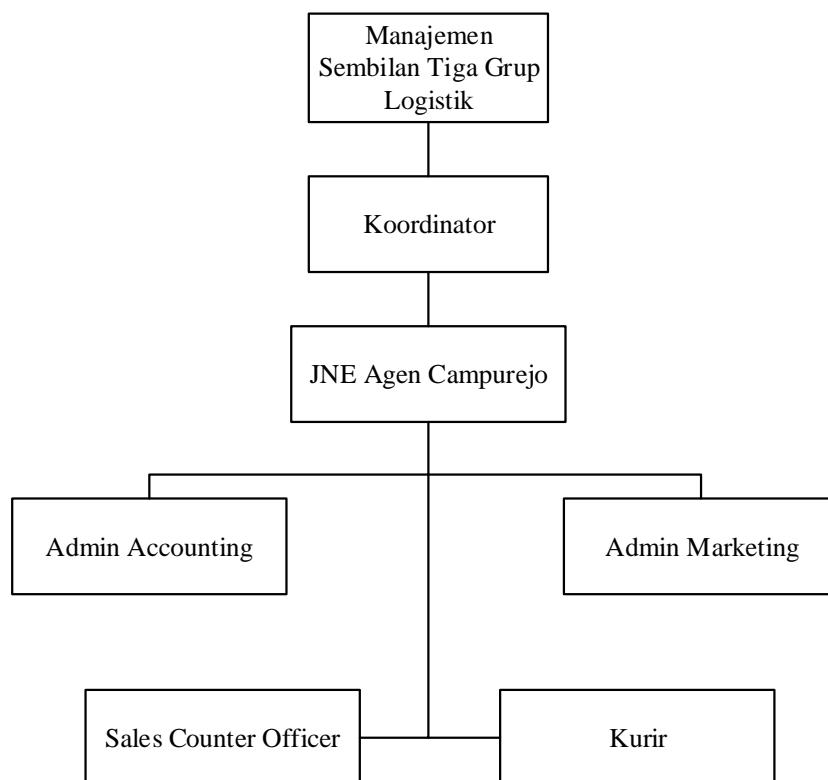 Manajemen
Sembilan Tiga Grup
Logistik
Koordinator
JNE Agen Campurejo
Admin Accounting
Admin Marketing
Sales Counter Officer
Kurir